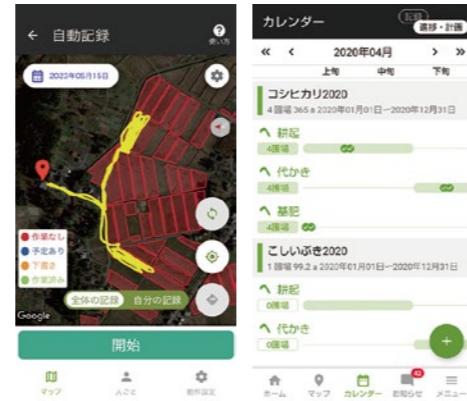 自動記録
使い方
2022年05月15日
作業なし
予定あり
下書き
作業済み
全体の記録 自分の記録
Google
開始
マップ
人ごと
動作設定
カレンダー
記録
進捗・計画
« < 2020年04月 > »
上旬 中旬 下旬
コシヒカリ2020
4圃場 365 a 2020年01月01日ー2020年12月31日
耕起
4圃場
代かき
4圃場
基肥
4圃場
こしいぶき2020
1圃場 99.2 a 2020年01月01日ー2020年12月31日
耕起
0圃場
代かき
0圃場
+
42
ホーム マップ カレンダー お知らせ メニュー